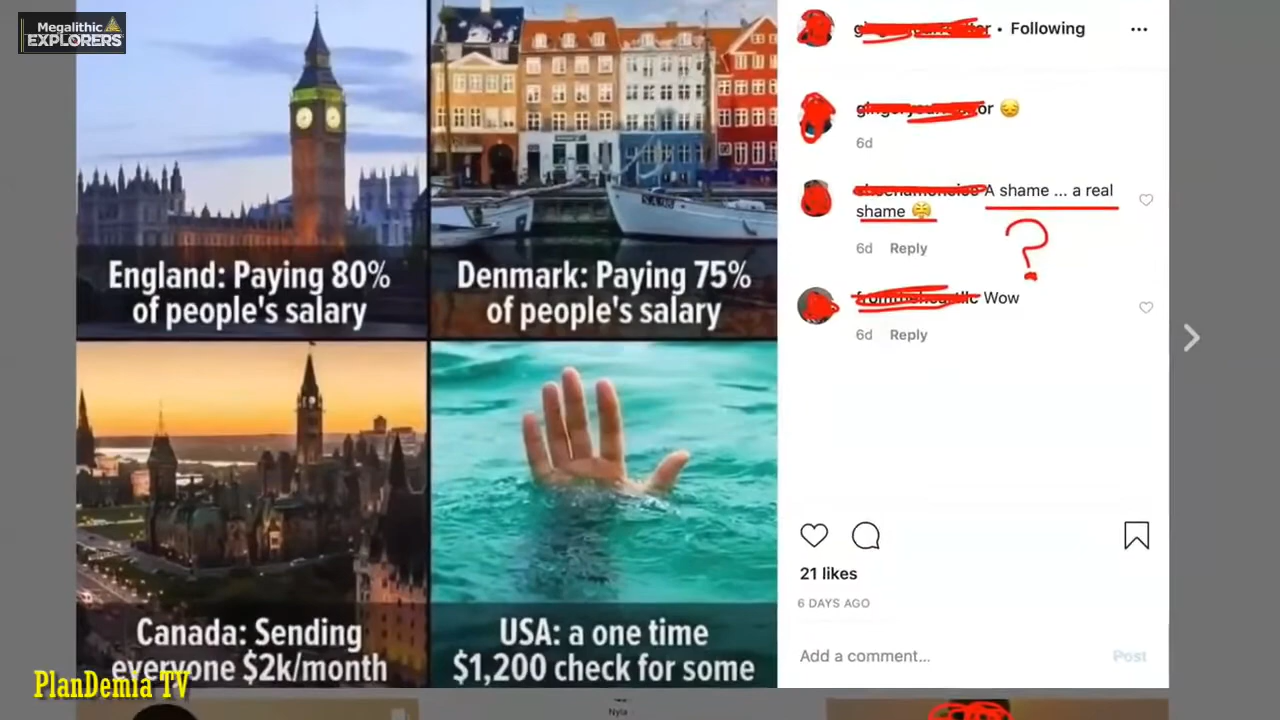 Megalithic
EXPLORERS
England: Paying 80%
of people's salary
Denmark: Paying 75%
of people's salary
Canada: Sending
everyone $2k/month
USA: a one time
$1,200 check for some
PlanDemia TV
• Following
6d
A shame ... a real
shame
6d Reply
Wow
6d Reply
21 likes
6 DAYS AGO
Add a comment... Post
Nyla